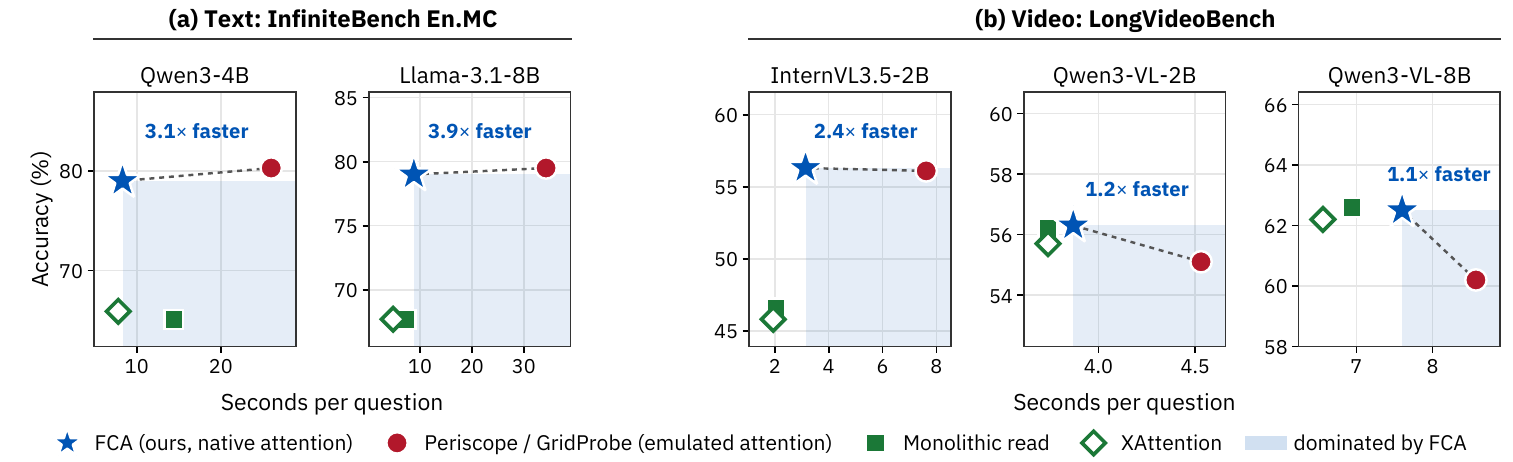 (a) Text: InfiniteBench En.MC
(b) Video: LongVideoBench
Qwen3-4B
Llama-3.1-8B
InternVL3.5-2B
Qwen3-VL-2B
Qwen3-VL-8B
Accuracy (%)
80
70
10
20
3.1× faster
85
80
75
70
10
20
30
3.9× faster
60
55
50
45
2
4
6
8
2.4× faster
60
58
56
54
4.0
4.5
1.2× faster
66
64
62
60
58
7
8
1.1× faster
Seconds per question
Seconds per question
FCA (ours, native attention)
Periscope / GridProbe (emulated attention)
Monolithic read
XAttention
dominated by FCA